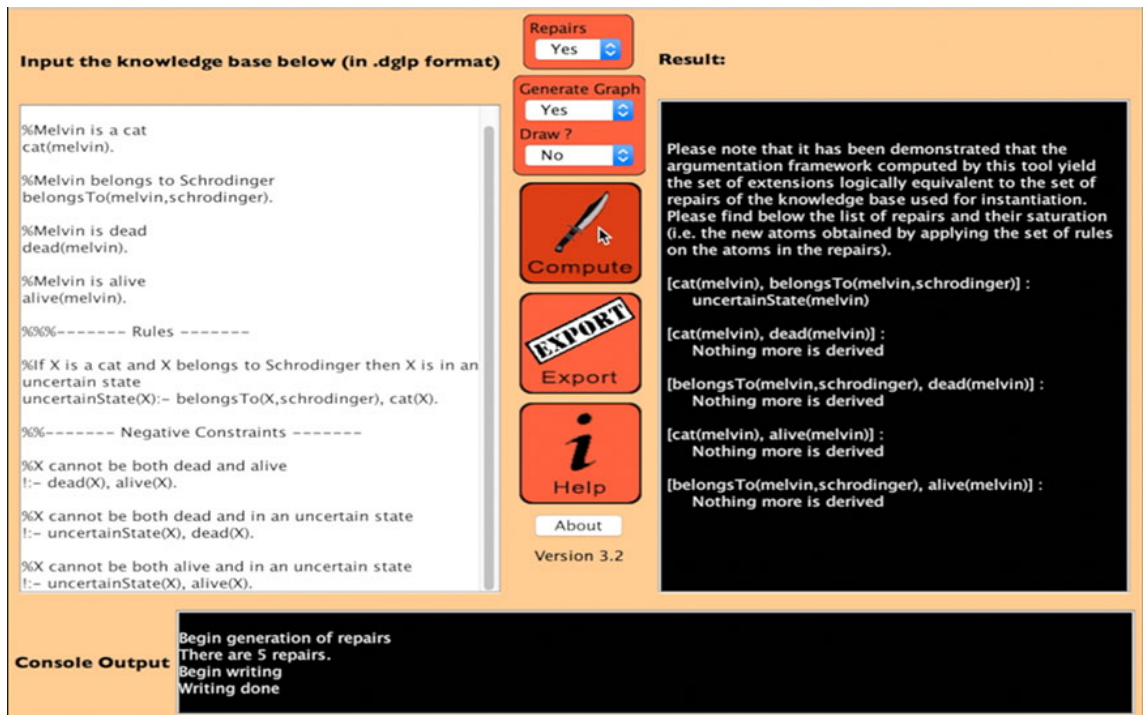 Input the knowledge base below (in .dglp format)
%Melvin is a cat
cat(melvin).
%Melvin belongs to Schrodinger
belongsTo(melvin,schrodinger).
%Melvin is dead
dead(melvin).
%Melvin is alive
alive(melvin).
%%%------- Rules -------
%If X is a cat and X belongs to Schrodinger then X is in an
uncertain state
uncertainState(X):- belongsTo(X,schrodinger), cat(X).
%%------- Negative Constraints -------
%X cannot be both dead and alive
!:- dead(X), alive(X).
%X cannot be both dead and in an uncertain state
!:- uncertainState(X), dead(X).
%X cannot be both alive and in an uncertain state
!:- uncertainState(X), alive(X).
Repairs
Yes
Generate Graph
Yes
Draw ?
No
Compute
EXPORT
Export
i
Help
About
Version 3.2
Result:
Please note that it has been demonstrated that the
argumentation framework computed by this tool yield
the set of extensions logically equivalent to the set of
repairs of the knowledge base used for instantiation.
Please find below the list of repairs and their saturation
(i.e. the new atoms obtained by applying the set of rules
on the atoms in the repairs).
[cat(melvin), belongsTo(melvin,schrodinger)] :
uncertainState(melvin)
[cat(melvin), dead(melvin)] :
Nothing more is derived
[belongsTo(melvin,schrodinger), dead(melvin)] :
Nothing more is derived
[cat(melvin), alive(melvin)] :
Nothing more is derived
[belongsTo(melvin,schrodinger), alive(melvin)] :
Nothing more is derived
Console Output
Begin generation of repairs
There are 5 repairs.
Begin writing
Writing done